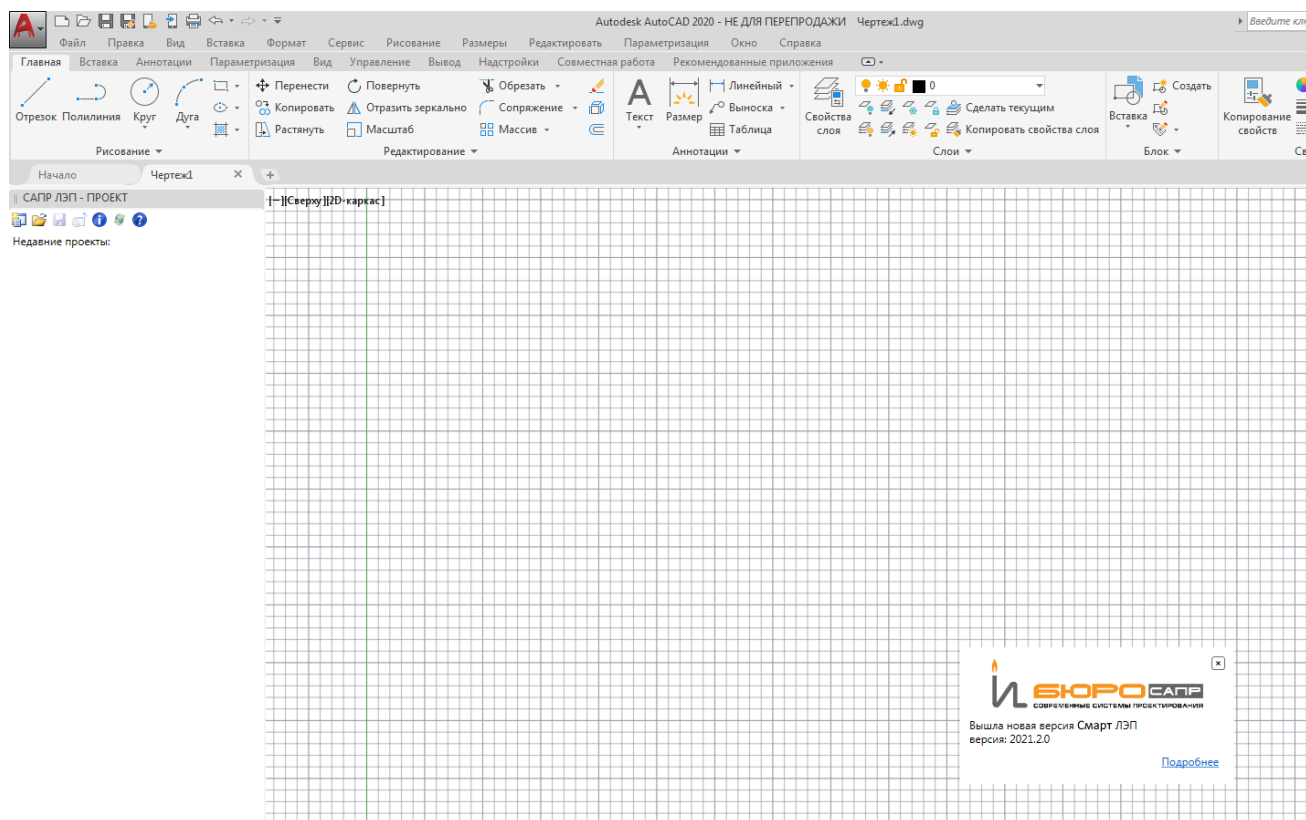 Autodesk AutoCAD 2020 - НЕ ДЛЯ ПЕРЕПРОДАЖИ Чертеж1.dwg
Введите
Файл Правка Вид Вставка Формат Сервис Рисование Размеры Редактировать Параметризация Окно Справка
Главная Вставка Аннотации Параметризация Вид Управление Вывод Надстройки Совместная работа Рекомендованные приложения
Перенести Повернуть Обрезать Линейный 0 Создать
Отрезок Полилиния Круг Дуга Копировать Отразить зеркально Сопряжение Текст Размер Выноска Свойства слоя Сделать текущим Вставка Копирование свойств
Растянуть Масштаб Массив Таблица Копировать свойства слоя
Рисование Редактирование Аннотации Слои Блок Св
Начало Чертеж1
САПР ЛЭП - ПРОЕКТ
[−][Сверху][2D-каркас]
Недавние проекты:
БЮРО САПР
СОВРЕМЕННЫЕ СИСТЕМЫ ПРОЕКТИРОВАНИЯ
Вышла новая версия Смарт ЛЭП
версия: 2021.2.0
Подробнее